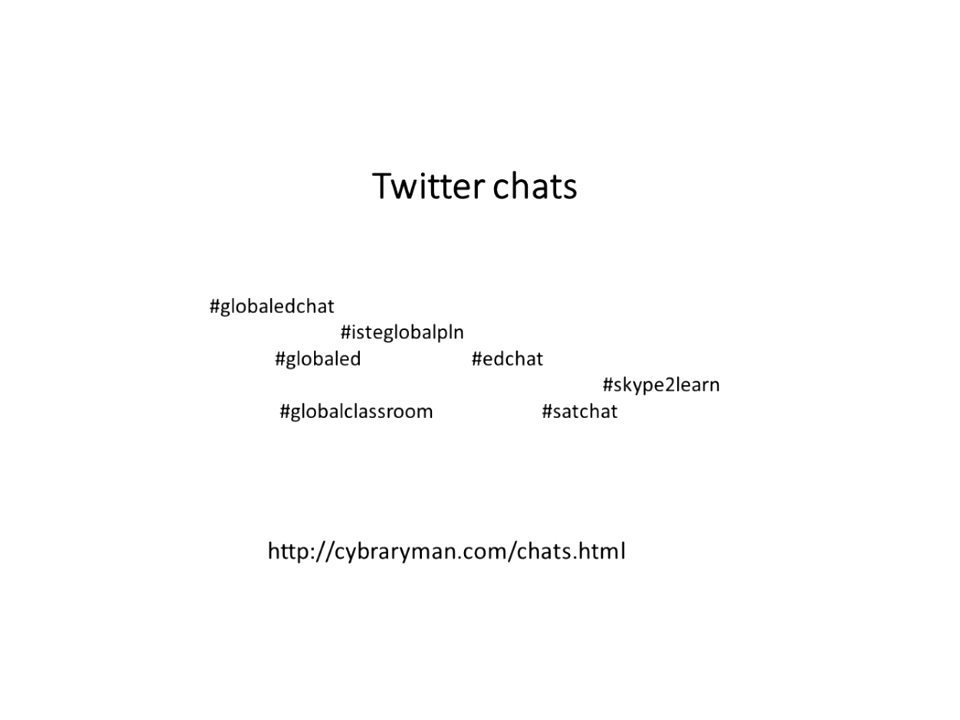 Twitter chats
#globaledchat
#isteglobalpln
#globaled #edchat
#skype2learn
#globalclassroom #satchat
http://cybraryman.com/chats.html